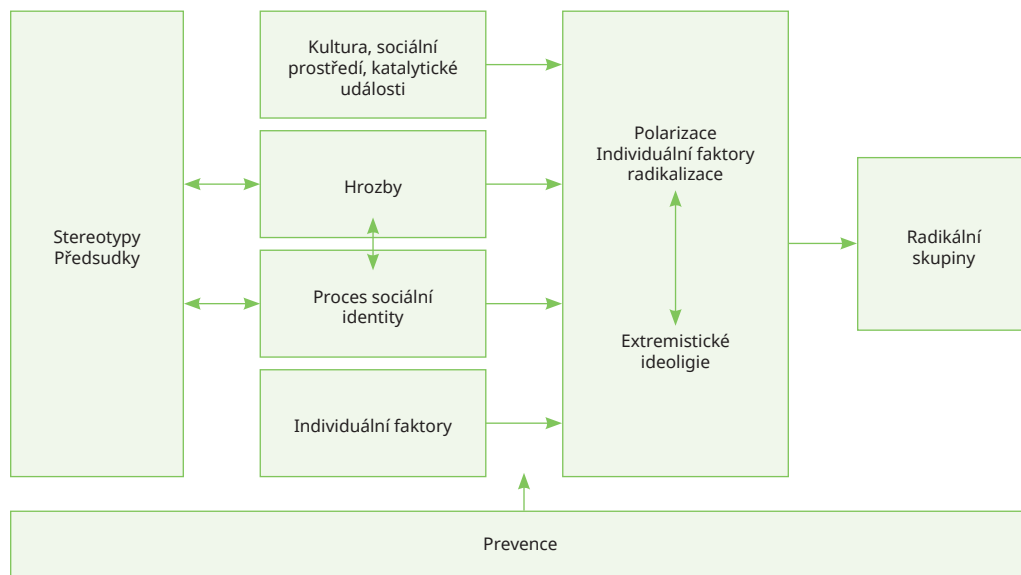 Stereotypy
Předsudky
Kultura, sociální
prostředí, katalytické
události
Hrozby
Proces sociální
identity
Individuální faktory
Polarizace
Individuální faktory
radikalizace
Extremistické
ideoligie
Radikální
skupiny
Prevence